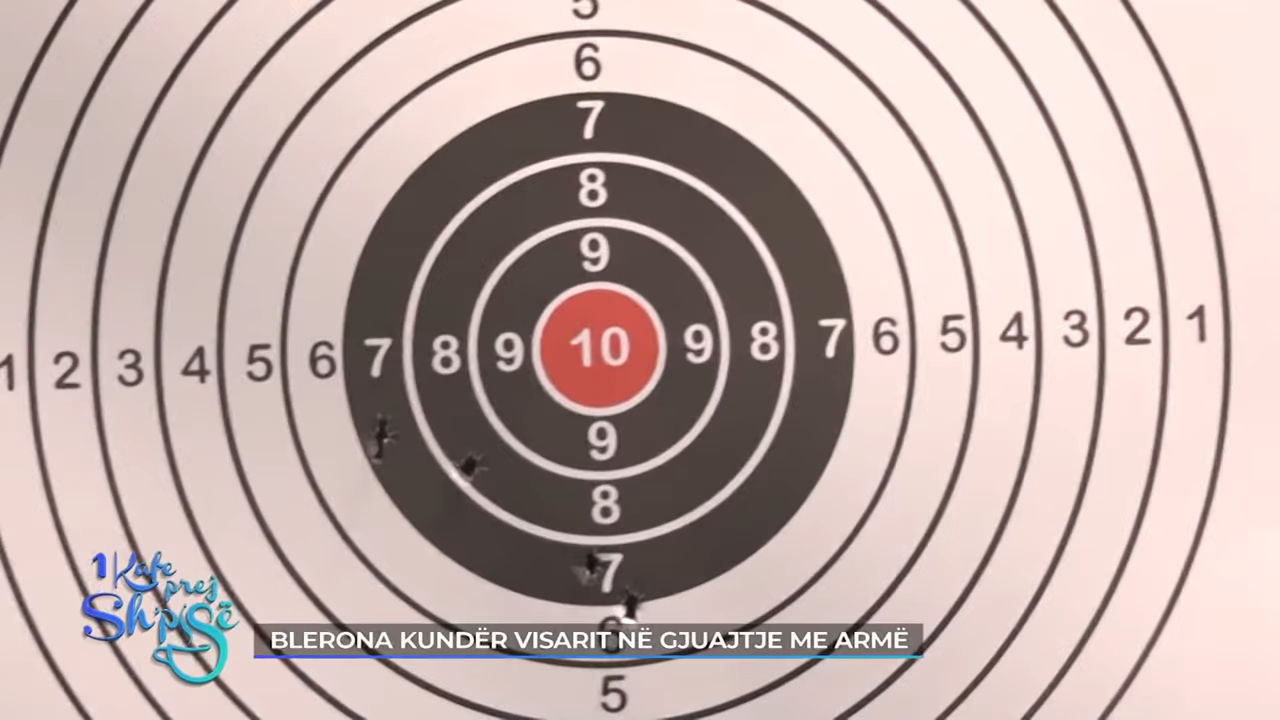 5
6
7
8
9
1 2 3 4 5 6 7 8 9 10 9 8 7 6 5 4 3 2 1
9
8
7
6
5
1 Kafe
prej
Shpisë
BLERONA KUNDËR VISARIT NË GJUAJTJE ME ARMË